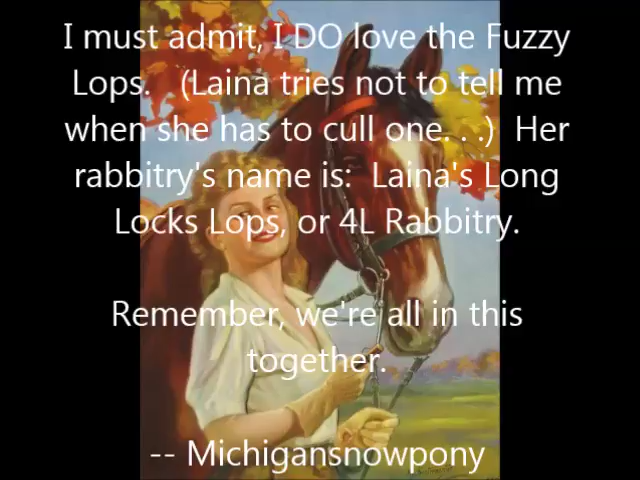 I must admit, I DO love the Fuzzy
Lops.   (Laina tries not to tell me
when she has to cull one. . .)  Her
rabbitry's name is:  Laina's Long
Locks Lops, or 4L Rabbitry.
Remember, we're all in this
together.
-- Michigansnowpony